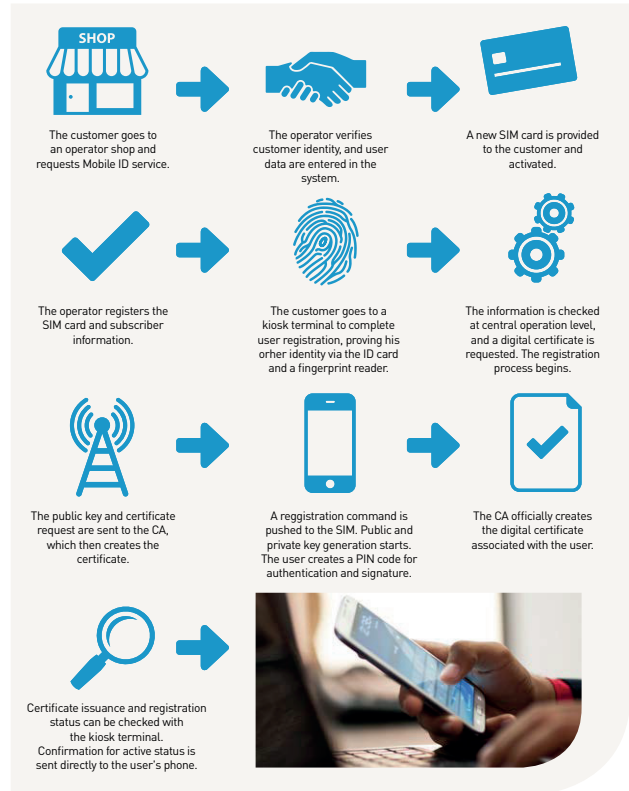 SHOP
The customer goes to
an operator shop and
requests Mobile ID service.
The operator verifies
customer identity, and user
data are entered in the
system.
A new SIM card is provided
to the customer and
activated.
The operator registers the
SIM card and subscriber
information.
The customer goes to a
kiosk terminal to complete
user registration, proving his
orher identity via the ID card
and a fingerprint reader.
The information is checked
at central operation level,
and a digital certificate is
requested. The registration
process begins.
The public key and certificate
request are sent to the CA,
which then creates the
certificate.
A reggistration command is
pushed to the SIM. Public and
private key generation starts.
The user creates a PIN code for
authentication and signature.
The CA officially creates
the digital certificate
associated with the user.
Certificate issuance and registration
status can be checked with
the kiosk terminal.
Confirmation for active status is
sent directly to the user's phone.